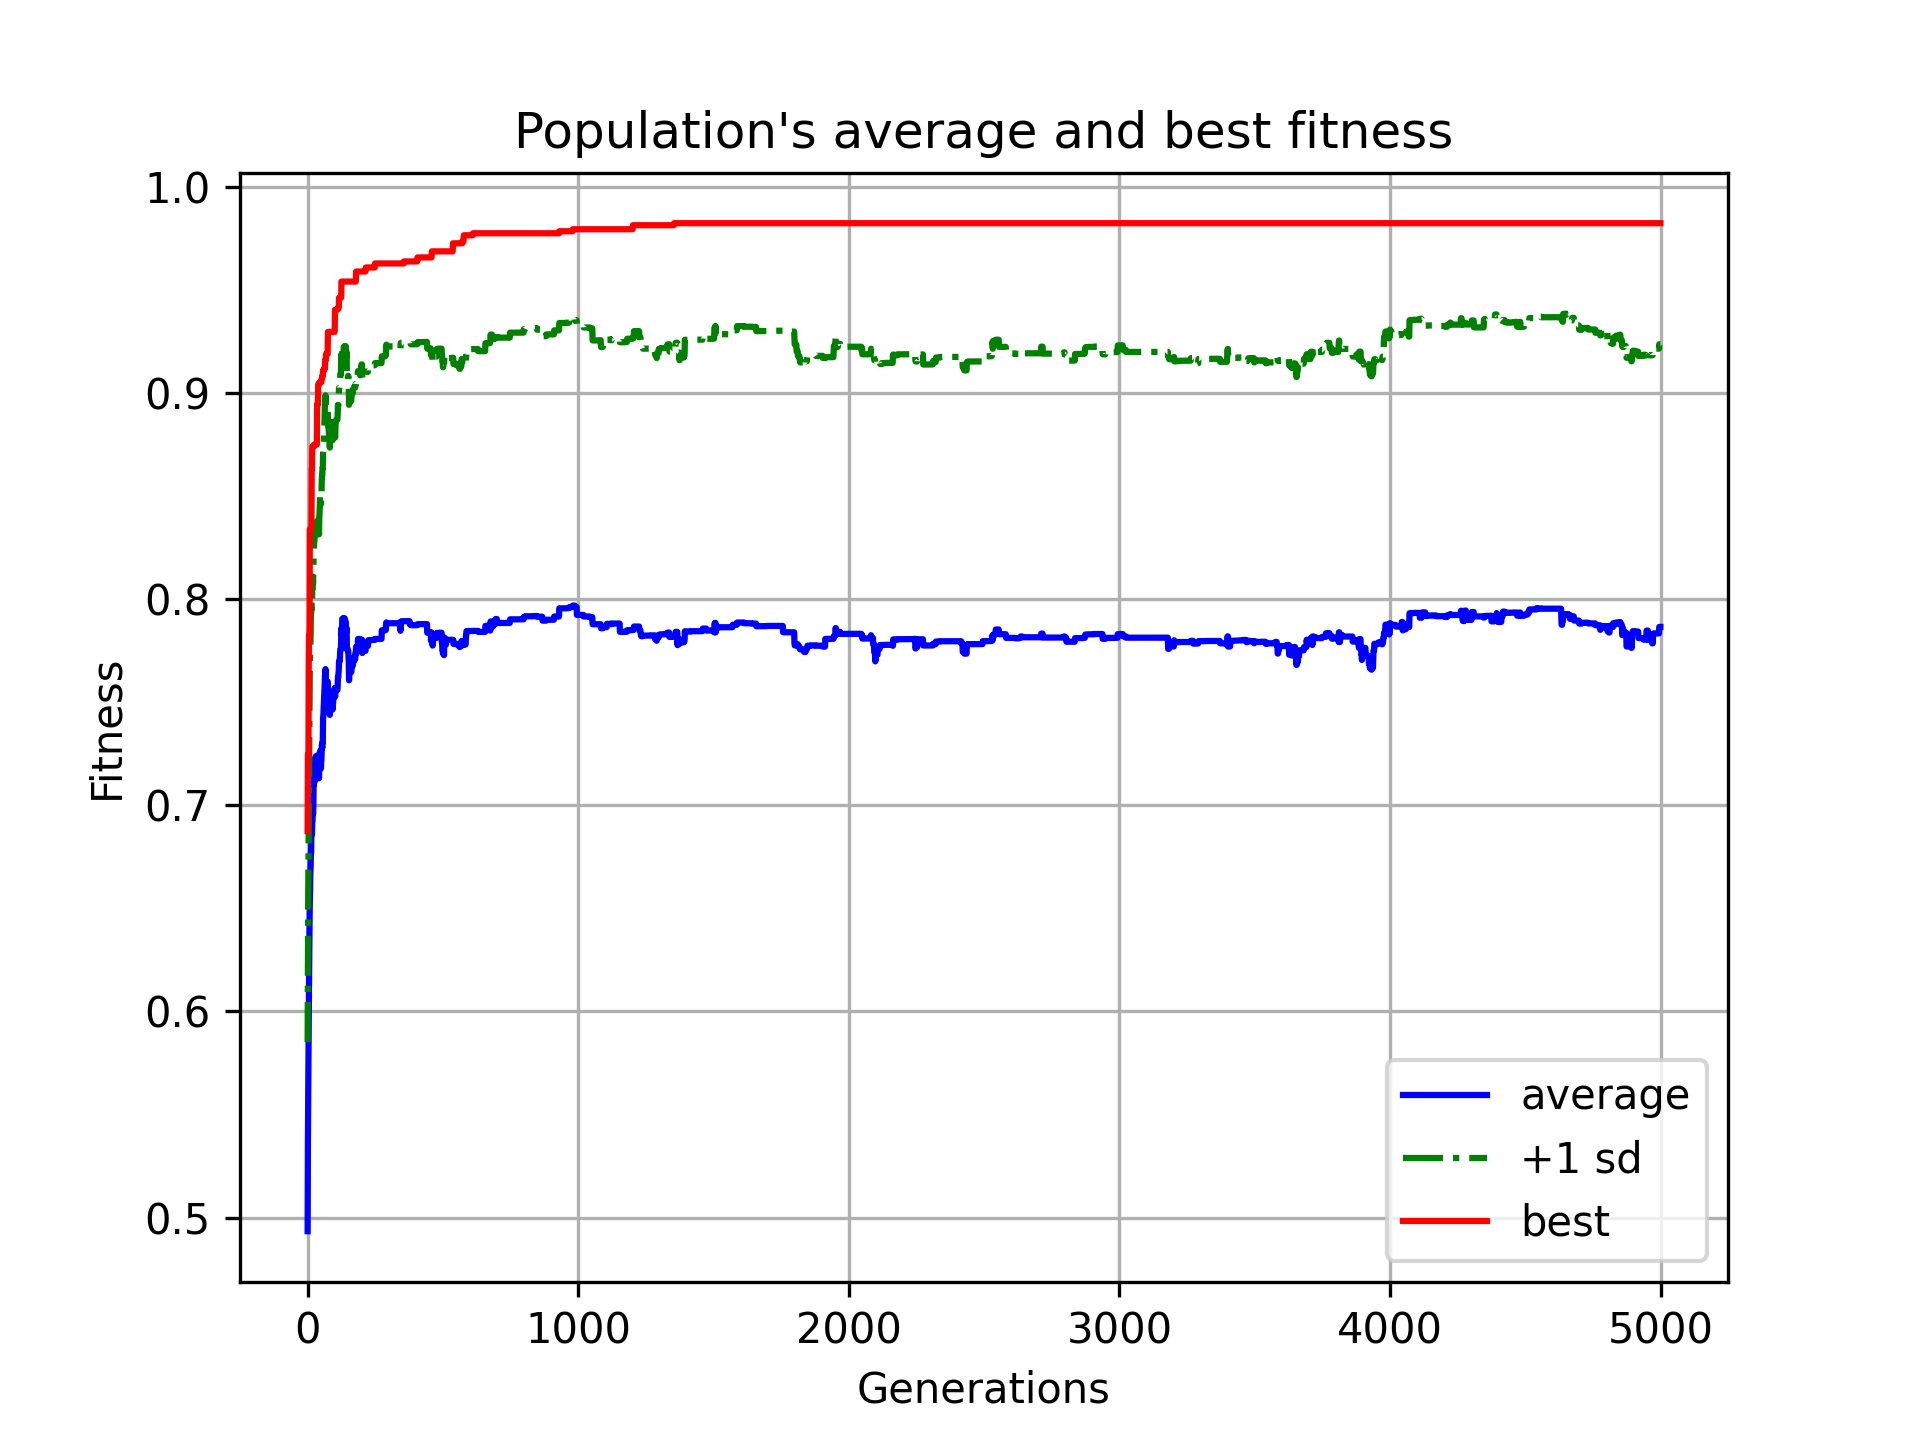 Population's average and best fitness
1.0
0.9
0.8
0.7
0.6
0.5
Fitness
0 1000 2000 3000 4000 5000
Generations
average
+1 sd
best